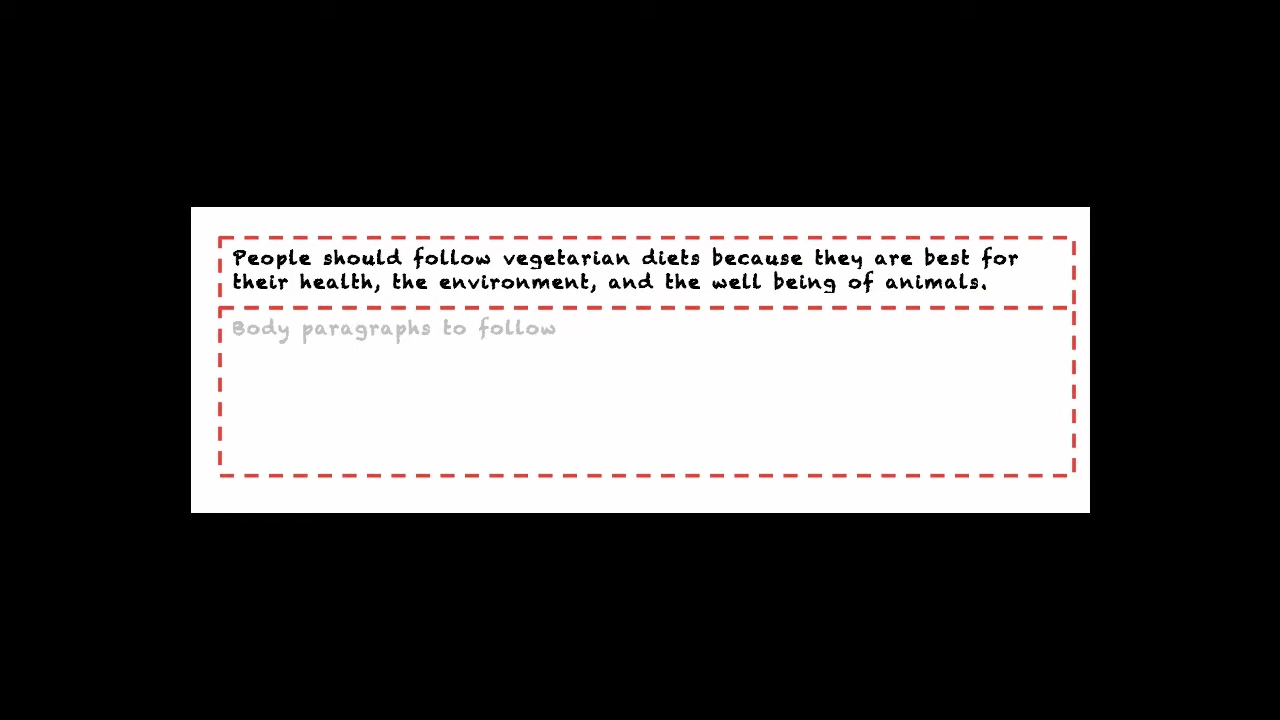 People should follow vegetarian diets because they are best for
their health, the environment, and the well being of animals.
Body paragraphs to follow